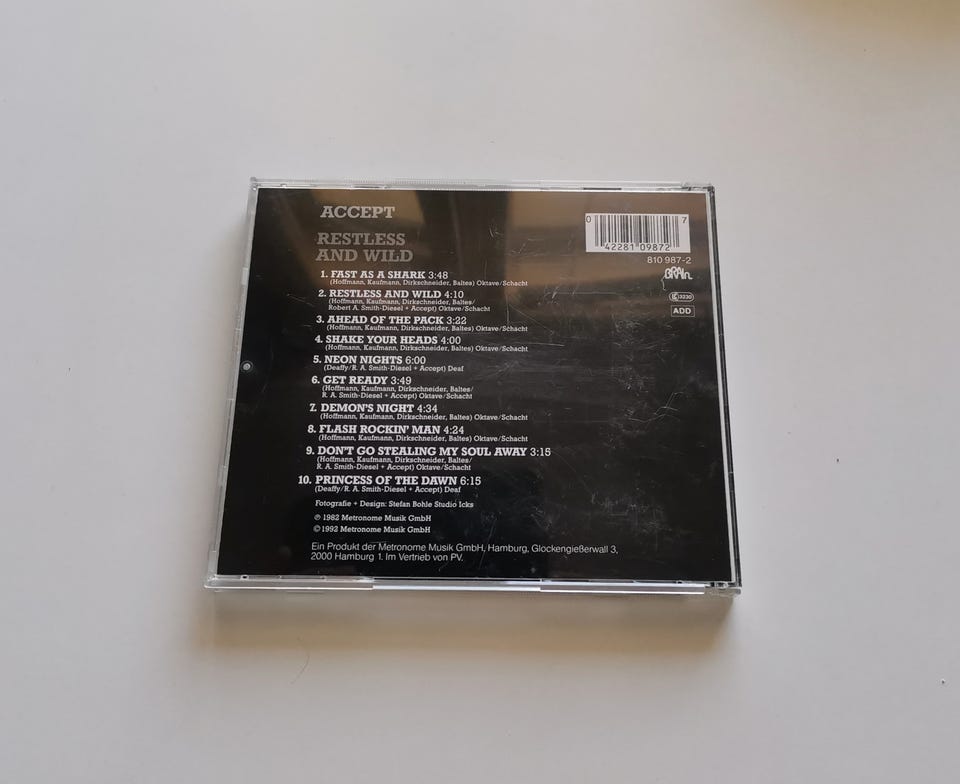 ACCEPT
RESTLESS
AND WILD
0 42281 09872 7
810 987-2
BRAIN
LC 3230
ADD
1. FAST AS A SHARK 3:48
(Hoffmann, Kaufmann, Dirkschneider, Baltes) Oktave/Schacht
2. RESTLESS AND WILD 4:10
(Hoffmann, Kaufmann, Dirkschneider, Baltes/
Robert A. Smith-Diesel + Accept) Oktave/Schacht
3. AHEAD OF THE PACK 3:22
(Hoffmann, Kaufmann, Dirkschneider, Baltes) Oktave/Schacht
4. SHAKE YOUR HEADS 4:00
(Hoffmann, Kaufmann, Dirkschneider, Baltes) Oktave/Schacht
5. NEON NIGHTS 6:00
(Deaffy/R. A. Smith-Diesel + Accept) Deaf
6. GET READY 3:49
(Hoffmann, Kaufmann, Dirkschneider, Baltes/
R. A. Smith-Diesel + Accept) Oktave/Schacht
7. DEMON'S NIGHT 4:34
(Hoffmann, Kaufmann, Dirkschneider, Baltes) Oktave/Schacht
8. FLASH ROCKIN' MAN 4:24
(Hoffmann, Kaufmann, Dirkschneider, Baltes) Oktave/Schacht
9. DON'T GO STEALING MY SOUL AWAY 3:15
(Hoffmann, Kaufmann, Dirkschneider, Baltes/
R. A. Smith-Diesel + Accept) Oktave/Schacht
10. PRINCESS OF THE DAWN 6:15
(Deaffy/R. A. Smith-Diesel + Accept) Deaf
Fotografie + Design: Stefan Bohle Studio Icks
℗ 1982 Metronome Musik GmbH
© 1992 Metronome Musik GmbH
Ein Produkt der Metronome Musik GmbH, Hamburg, Glockengießerwall 3,
2000 Hamburg 1. Im Vertrieb von PV.